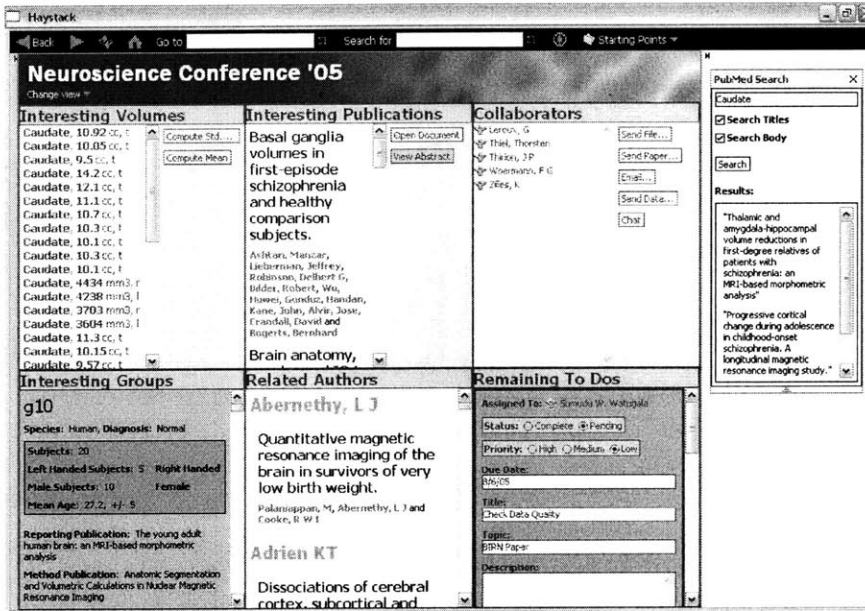 Haystack
Back
Go to
Search for
Starting Points
Neuroscience Conference '05
Change view
Interesting Volumes
Caudate, 10.92 cc, t
Caudate, 10.05 cc, t
Caudate, 9.5 cc, t
Caudate, 14.2 cc, t
Caudate, 12.1 cc, t
Caudate, 11.1 cc, t
Caudate, 10.7 cc, t
Caudate, 10.3 cc, t
Caudate, 10.1 cc, t
Caudate, 10.3 cc, t
Caudate, 10.1 cc, t
Caudate, 4434 mm3, r
Caudate, 4238 mm3, l
Caudate, 3703 mm3, r
Caudate, 3604 mm3, l
Caudate, 11.3 cc, t
Caudate, 10.15 cc, t
Caudate, 9.57 cc, t
Compute Std. ...
Compute Mean
Interesting Publications
Basal ganglia
volumes in
first-episode
schizophrenia
and healthy
comparison
subjects.
Ashtari, Manzar,
Lieberman, Jeffrey,
Robinson, Delbert G,
Bilder, Robert, Wu,
Houwei, Gunduz, Handan,
Kane, John, Alvir, Jose,
Crandall, David and
Bogerts, Bernhard
Brain anatomy,
Open Document
View Abstract
Collaborators
Leroux, G
Thiel, Thorsten
Thirion, J P
Woermann, F G
Zilles, K
Send File...
Send Paper...
Email...
Send Data...
Chat
Interesting Groups
g10
Species: Human, Diagnosis: Normal
Subjects: 20
Left Handed Subjects: 5 Right Handed
Male Subjects: 10 Female
Mean Age: 27.2, +/- 5
Reporting Publication: The young adult
human brain: an MRI-based morphometric
analysis
Method Publication: Anatomic Segmentation
and Volumetric Calculations in Nuclear Magnetic
Resonance Imaging
Related Authors
Abernethy, L J
Quantitative magnetic
resonance imaging of the
brain in survivors of very
low birth weight.
Palaniappan, M, Abernethy, L J and
Cooke, R W I
Adrien KT
Dissociations of cerebral
cortex, subcortical and
Remaining To Dos
Assigned To: Sumudu W. Watugala
Status: Complete Pending
Priority: High Medium Low
Due Date:
8/6/05
Title:
Check Data Quality
Topic:
BIRN Paper
Description:
PubMed Search
Caudate
Search Titles
Search Body
Search
Results:
"Thalamic and
amygdala-hippocampal
volume reductions in
first-degree relatives of
patients with
schizophrenia: an
MRI-based morphometric
analysis"
"Progressive cortical
change during adolescence
in childhood-onset
schizophrenia. A
longitudinal magnetic
resonance imaging study."